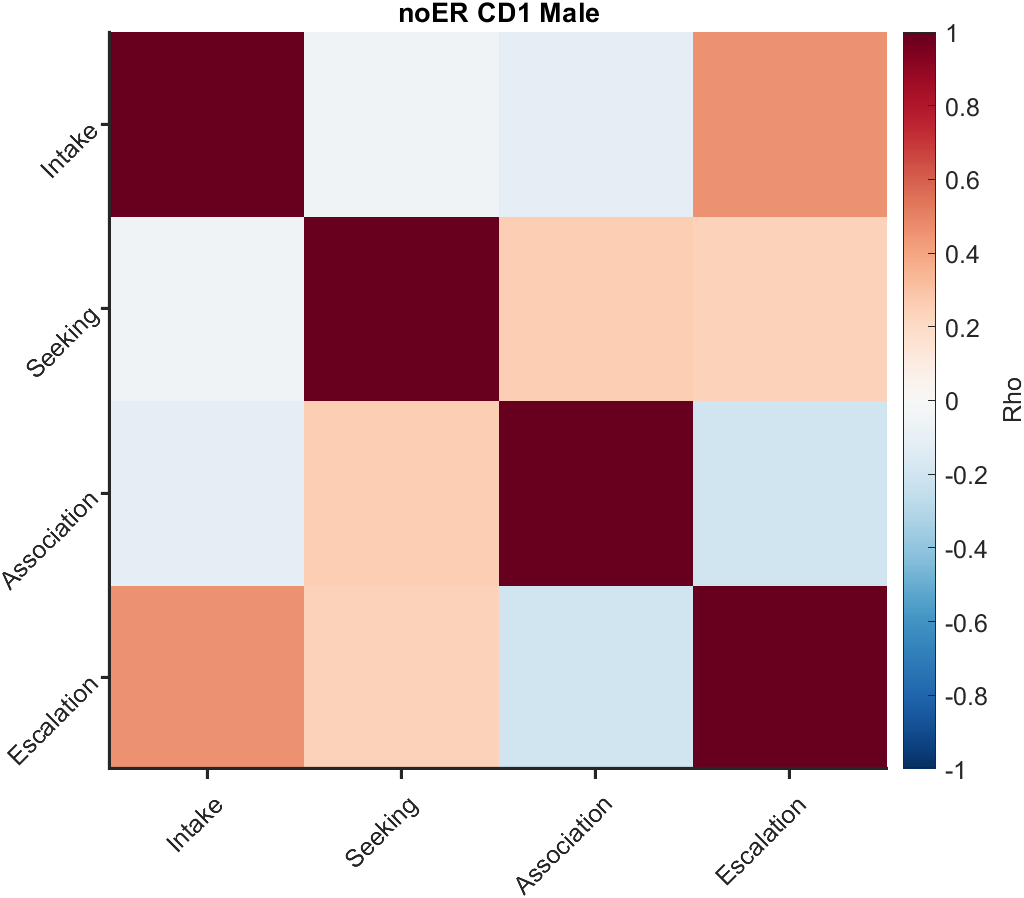 noER CD1 Male
Intake
Seeking
Association
Escalation
Intake
Seeking
Association
Escalation
1
0.8
0.6
0.4
0.2
0
-0.2
-0.4
-0.6
-0.8
-1
Rho